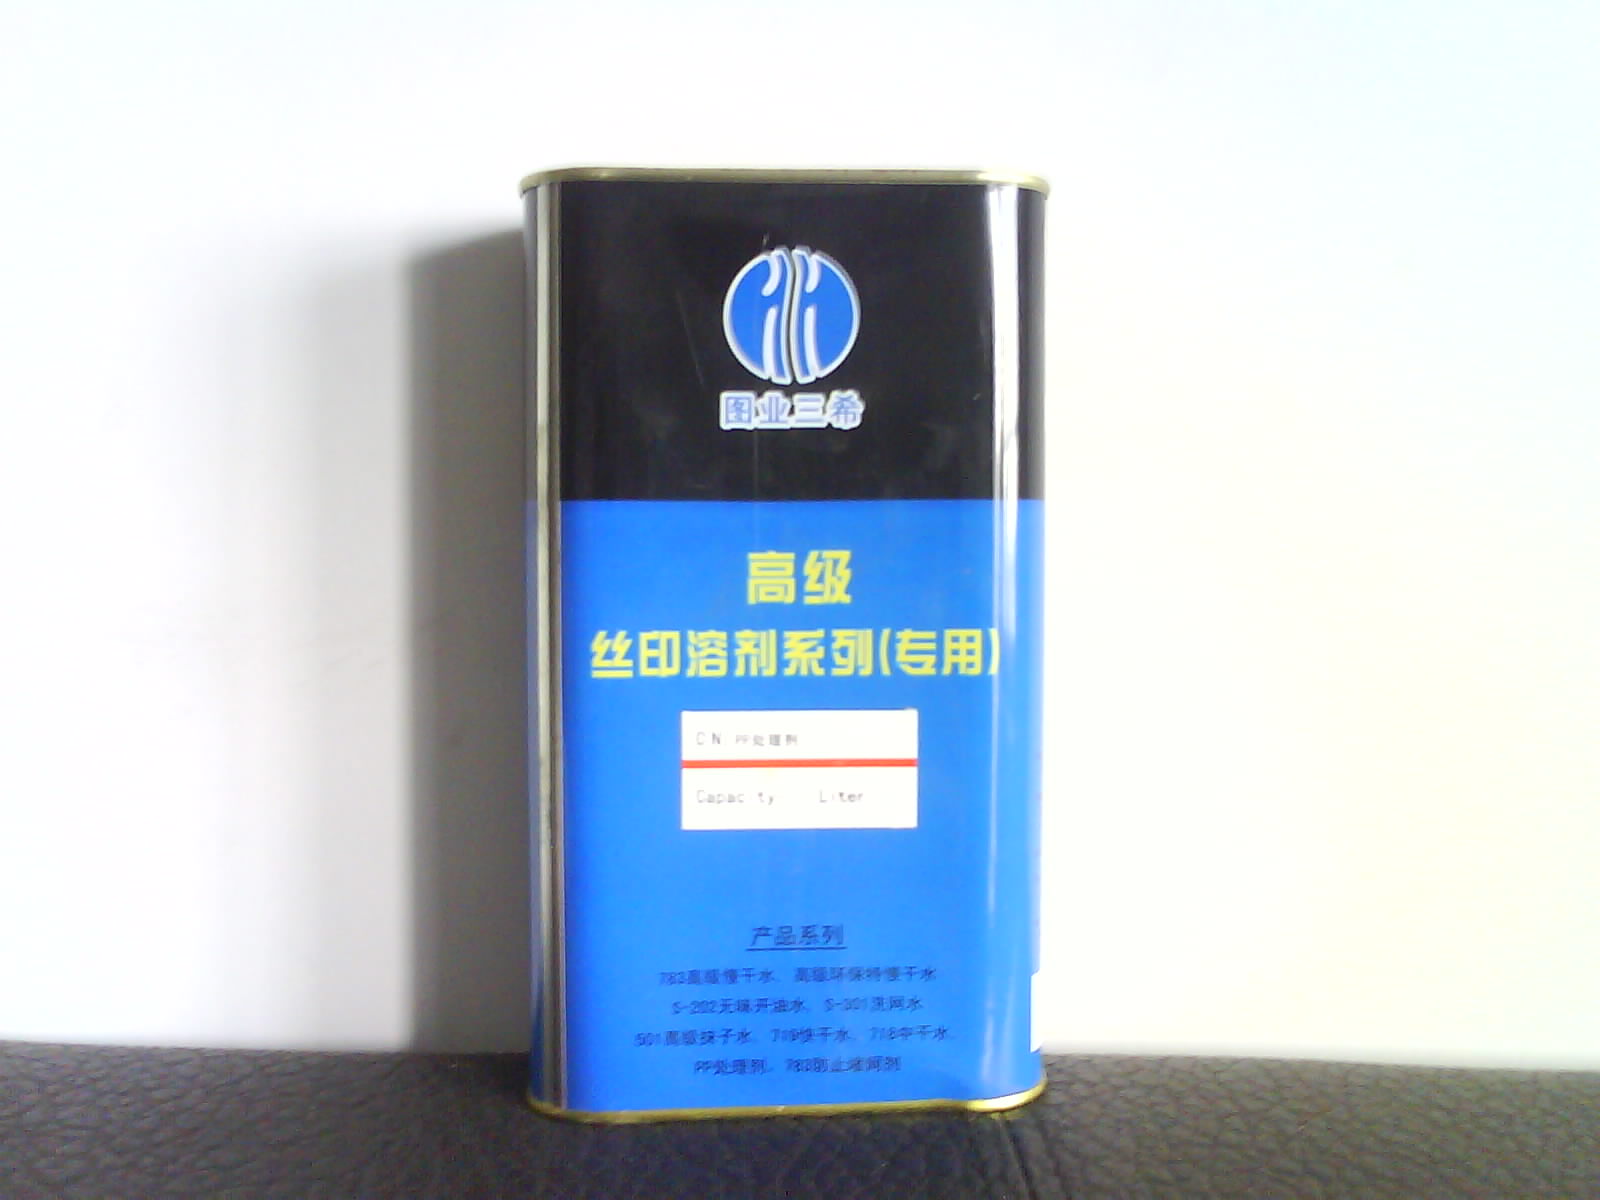 图业三希
高级
丝印溶剂系列(专用)
CN PP处理剂
Capacity Liter
产品系列
783高级慢干水、高级环保特慢干水
S-202无味开油水、S-301洗网水
501高级抹子水、719快干水、718中干水、
PP处理剂、783防止堵网剂